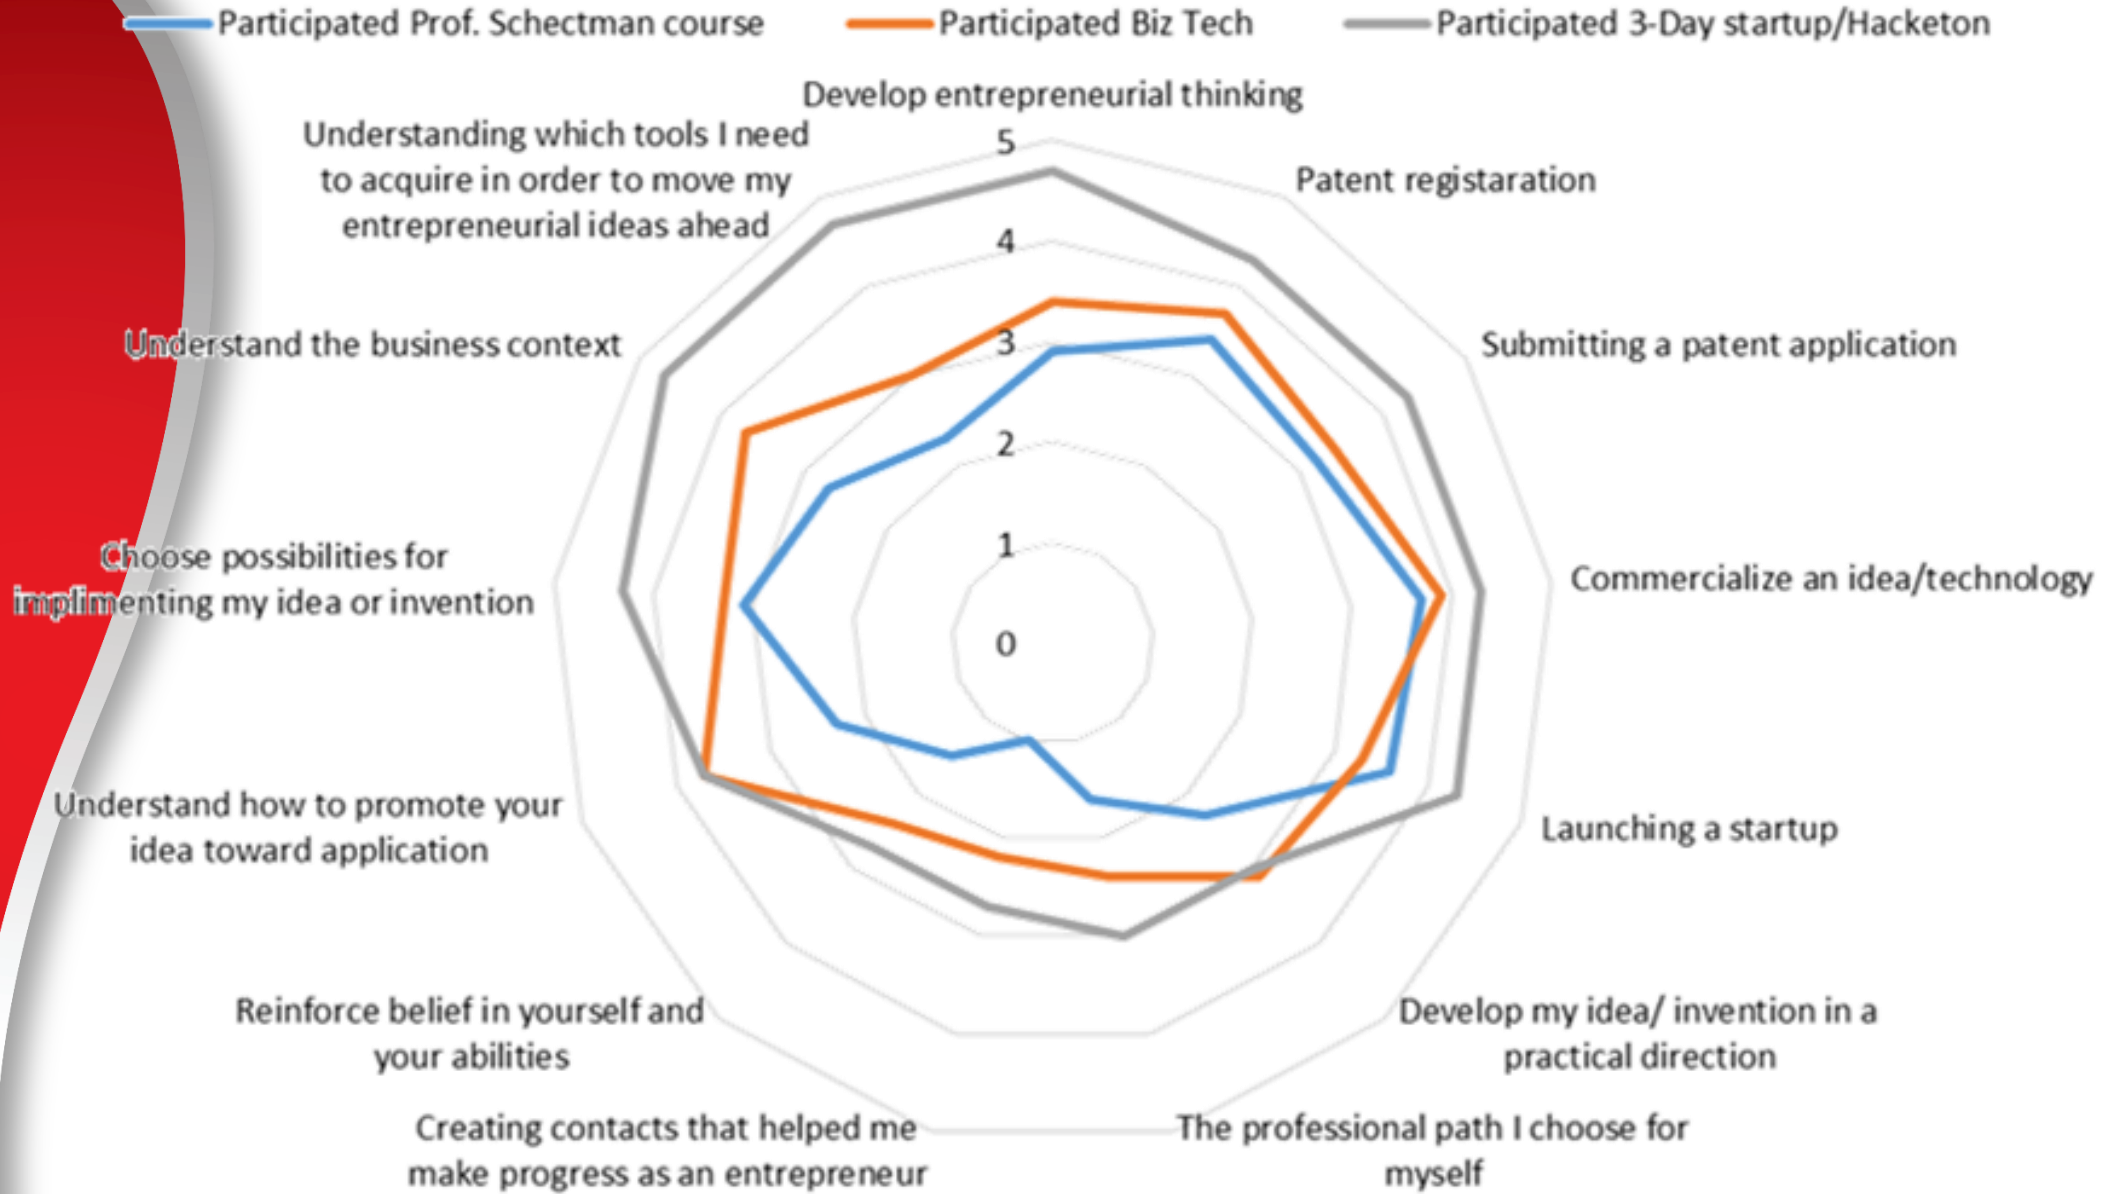 Participated Prof. Schectman course
Participated Biz Tech
Participated 3-Day startup/Hacketon
Develop entrepreneurial thinking
Understanding which tools I need
to acquire in order to move my
entrepreneurial ideas ahead
Patent registaration
Understand the business context
Submitting a patent application
Choose possibilities for
implimenting my idea or invention
Commercialize an idea/technology
Understand how to promote your
idea toward application
Launching a startup
Reinforce belief in yourself and
your abilities
Develop my idea/ invention in a
practical direction
Creating contacts that helped me
make progress as an entrepreneur
The professional path I choose for
myself
5
4
3
2
1
0